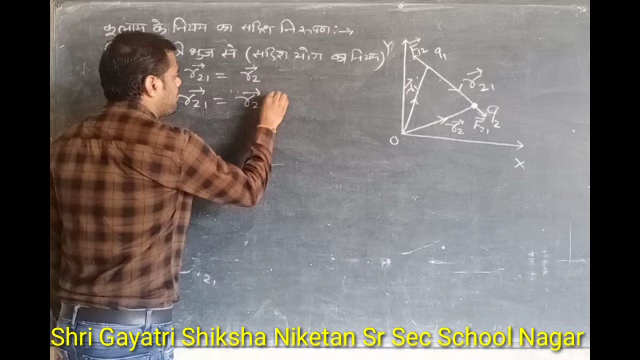 कूलाम के नियम का सदिश निरूपण :→
भुज से (सदिश योग का नियम)
r⃗₂₁ = r⃗₂
r⃗₂₁ = r⃗₂
Y
F⃗₁₂ q₁
r⃗₁
r⃗₂₁
q₂
r⃗₂ F⃗₂₁
O
X
Shri Gayatri Shiksha Niketan Sr Sec School Nagar